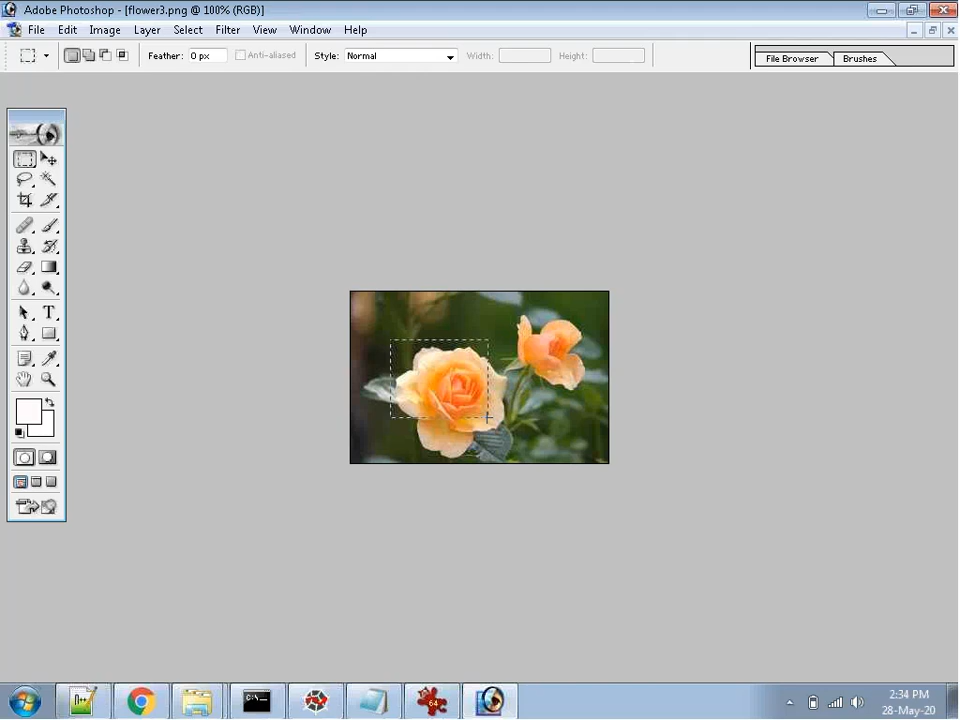 Adobe Photoshop - [flower3.png @ 100% (RGB)]
File Edit Image Layer Select Filter View Window Help
Feather: 0 px Anti-aliased Style: Normal Width: Height: File Browser Brushes
T
N++
C:\
64
2:34 PM
28-May-20